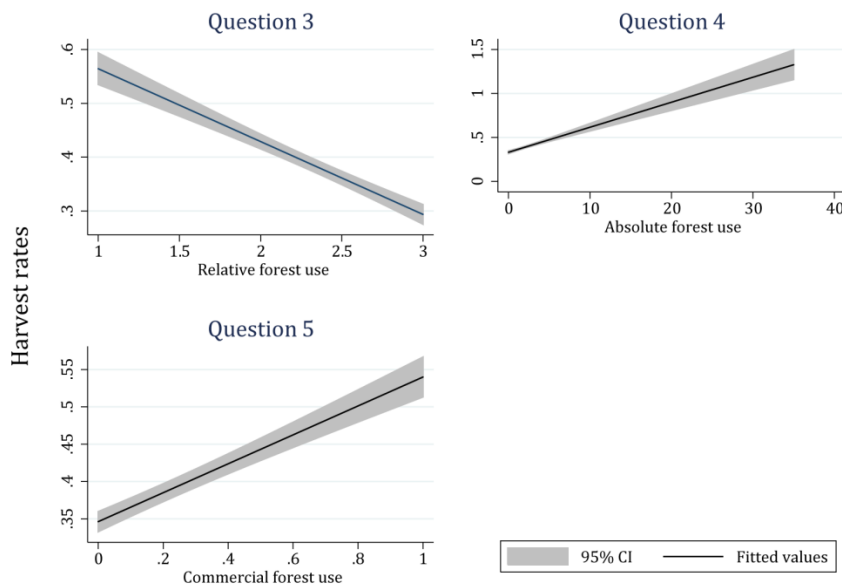 Question 3
.6
.5
.4
.3
1 1.5 2 2.5 3
Relative forest use
Question 4
1.5
1
.5
0
0 10 20 30 40
Absolute forest use
Harvest rates
Question 5
.55
.5
.45
.4
.35
0 .2 .4 .6 .8 1
Commercial forest use
95% CI Fitted values